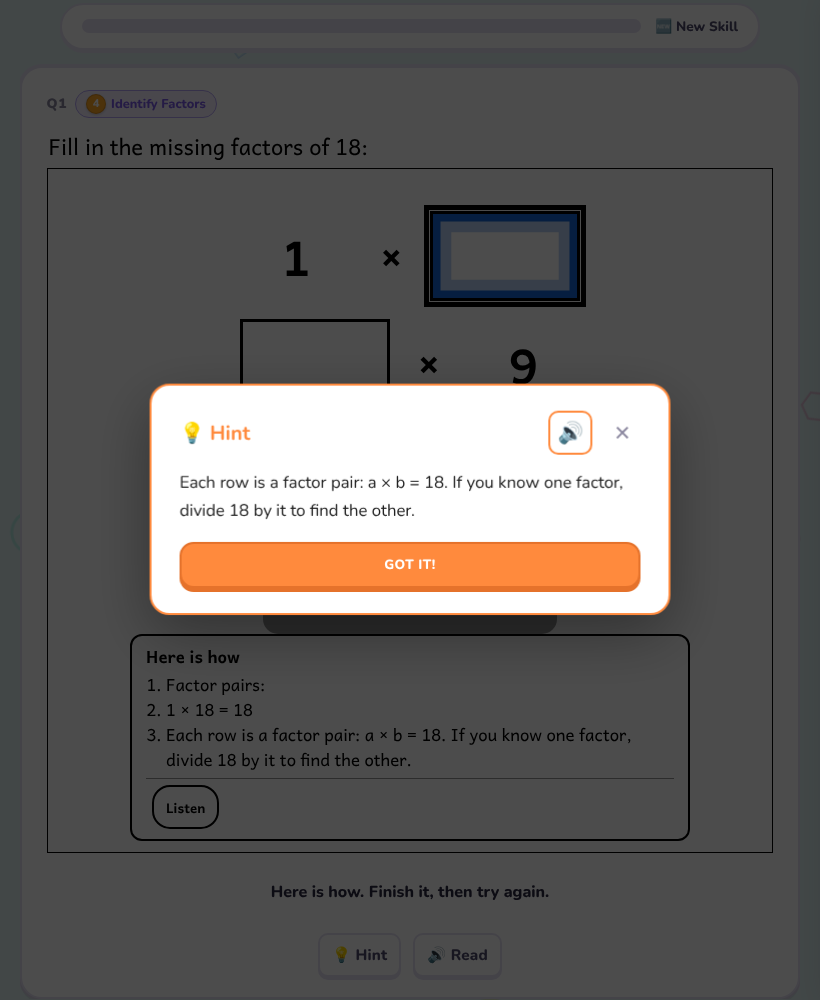 🆕 New Skill
Q1
4 Identify Factors
Fill in the missing factors of 18:
1 ×
× 9
💡 Hint
🔊 ✕
Each row is a factor pair: a × b = 18. If you know one factor,
divide 18 by it to find the other.
GOT IT!
Here is how
1. Factor pairs:
2. 1 × 18 = 18
3. Each row is a factor pair: a × b = 18. If you know one factor,
divide 18 by it to find the other.
Listen
Here is how. Finish it, then try again.
💡 Hint
🔊 Read